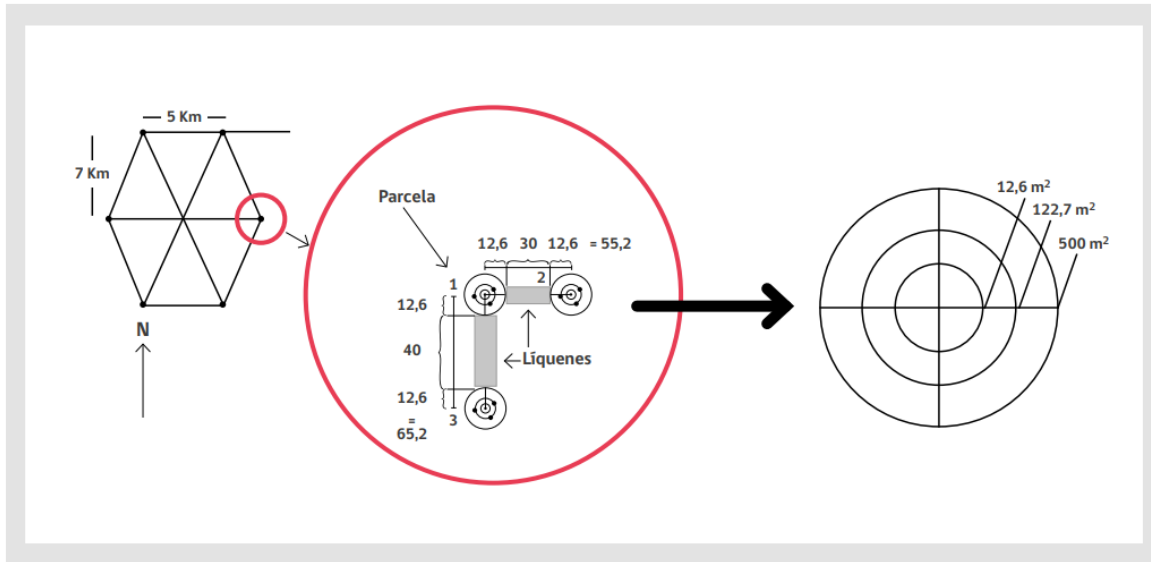 5 Km
7 Km
N
Parcela
12,6 30 12,6 = 55,2
1
2
12,6
40
Líquenes
12,6
=
65,2
3
12,6 m²
122,7 m²
500 m²